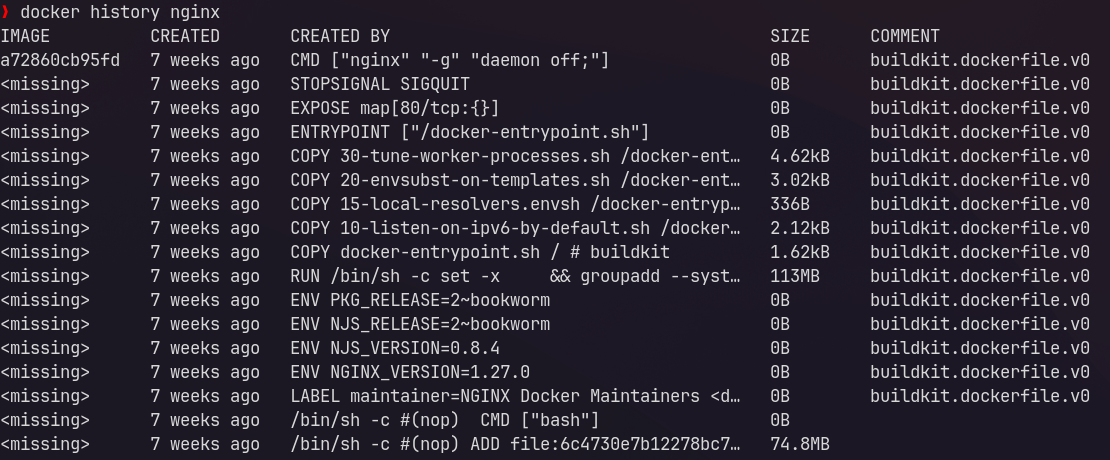 ❯ docker history nginx
IMAGE          CREATED       CREATED BY                                      SIZE      COMMENT
a72860cb95fd   7 weeks ago   CMD ["nginx" "-g" "daemon off;"]                0B        buildkit.dockerfile.v0
<missing>      7 weeks ago   STOPSIGNAL SIGQUIT                              0B        buildkit.dockerfile.v0
<missing>      7 weeks ago   EXPOSE map[80/tcp:{}]                           0B        buildkit.dockerfile.v0
<missing>      7 weeks ago   ENTRYPOINT ["/docker-entrypoint.sh"]            0B        buildkit.dockerfile.v0
<missing>      7 weeks ago   COPY 30-tune-worker-processes.sh /docker-ent…   4.62kB    buildkit.dockerfile.v0
<missing>      7 weeks ago   COPY 20-envsubst-on-templates.sh /docker-ent…   3.02kB    buildkit.dockerfile.v0
<missing>      7 weeks ago   COPY 15-local-resolvers.envsh /docker-entryp…   336B      buildkit.dockerfile.v0
<missing>      7 weeks ago   COPY 10-listen-on-ipv6-by-default.sh /docker…   2.12kB    buildkit.dockerfile.v0
<missing>      7 weeks ago   COPY docker-entrypoint.sh / # buildkit          1.62kB    buildkit.dockerfile.v0
<missing>      7 weeks ago   RUN /bin/sh -c set -x     && groupadd --syst…   113MB     buildkit.dockerfile.v0
<missing>      7 weeks ago   ENV PKG_RELEASE=2~bookworm                      0B        buildkit.dockerfile.v0
<missing>      7 weeks ago   ENV NJS_RELEASE=2~bookworm                      0B        buildkit.dockerfile.v0
<missing>      7 weeks ago   ENV NJS_VERSION=0.8.4                           0B        buildkit.dockerfile.v0
<missing>      7 weeks ago   ENV NGINX_VERSION=1.27.0                        0B        buildkit.dockerfile.v0
<missing>      7 weeks ago   LABEL maintainer=NGINX Docker Maintainers <d…   0B        buildkit.dockerfile.v0
<missing>      7 weeks ago   /bin/sh -c #(nop)  CMD ["bash"]                 0B
<missing>      7 weeks ago   /bin/sh -c #(nop) ADD file:6c4730e7b12278bc7…   74.8MB